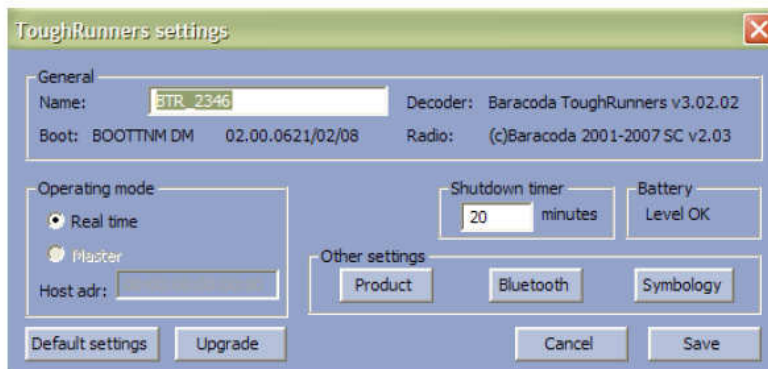 ToughRunners settings
General
Name: BTR_2346 Decoder: Baracoda ToughRunners v3.02.02
Boot: BOOTTNM DM 02.00.0621/02/08 Radio: (c)Baracoda 2001-2007 SC v2.03
Operating mode Shutdown timer Battery
Real time 20 minutes Level OK
Master Other settings
Host adr: Product Bluetooth Symbology
Default settings Upgrade Cancel Save